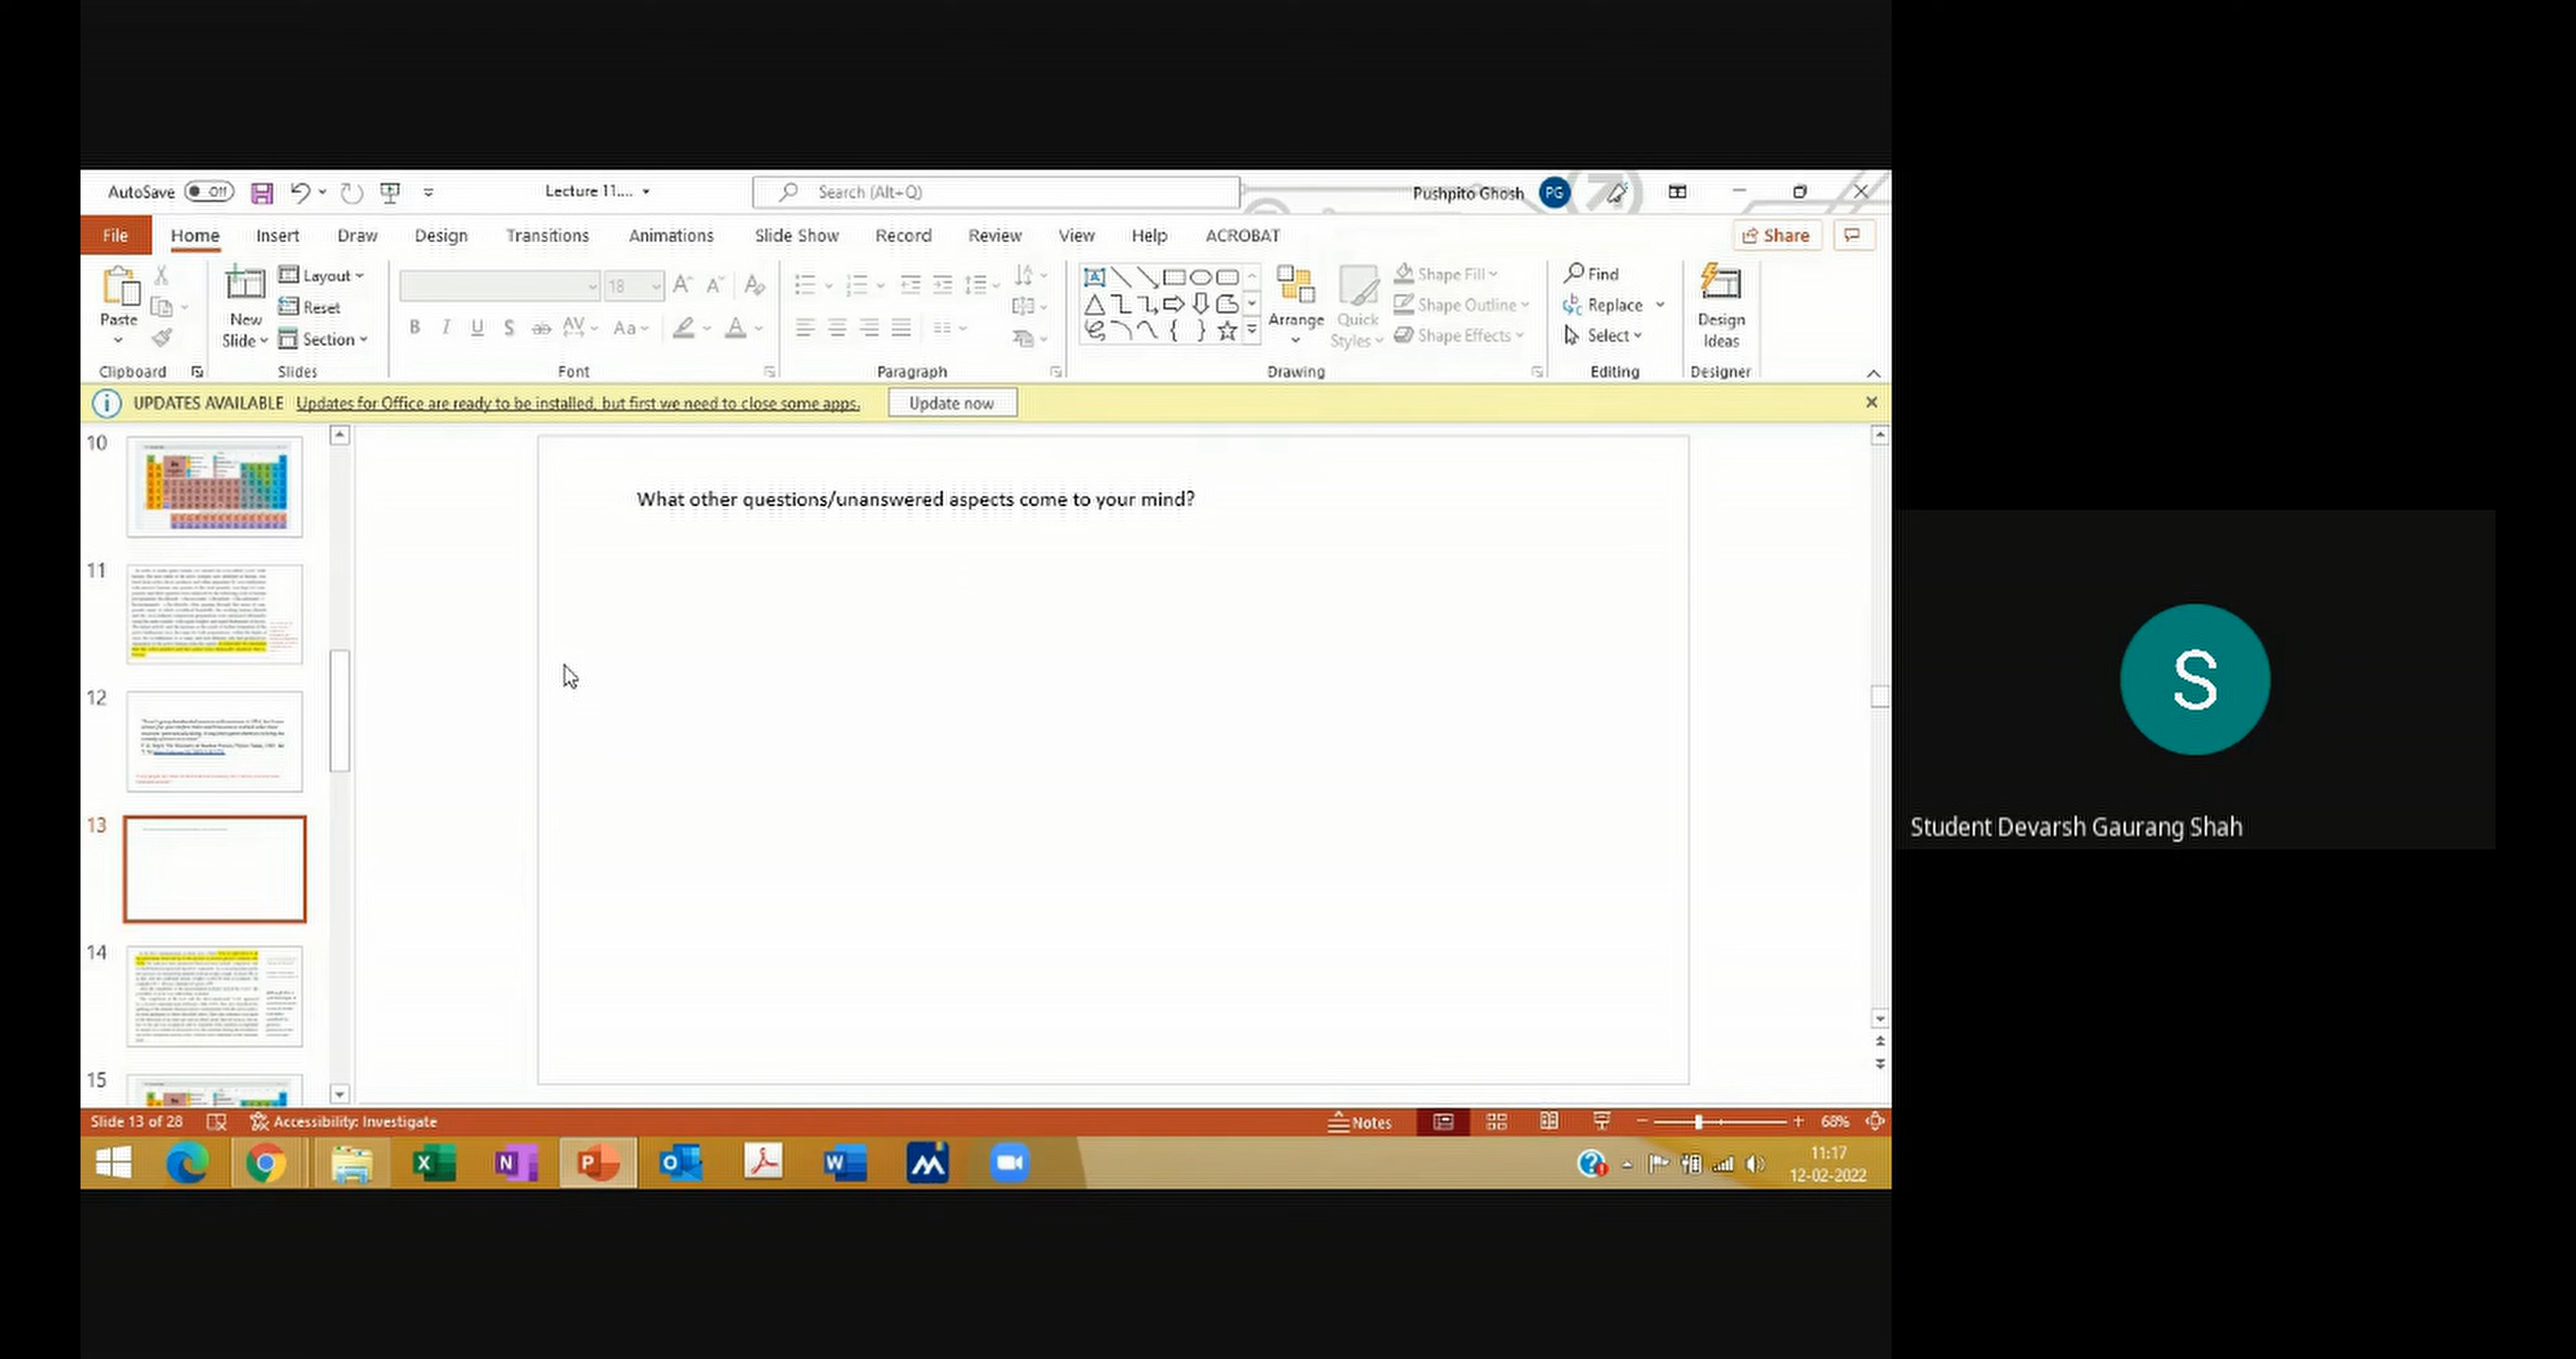 AutoSave Off Lecture 11.... Search (Alt+Q) Pushpito Ghosh PG
File Home Insert Draw Design Transitions Animations Slide Show Record Review View Help ACROBAT Share
Paste
New
Slide
Layout
Reset
Section
18
B I U S ab AV Aa A
Arrange
Quick
Styles
Shape Fill
Shape Outline
Shape Effects
Find
Replace
Select
Design
Ideas
Clipboard Slides Font Paragraph Drawing Editing Designer
UPDATES AVAILABLE Updates for Office are ready to be installed, but first we need to close some apps. Update now
10
11
12
13
14
15
What other questions/unanswered aspects come to your mind?
S
Student Devarsh Gaurang Shah
Slide 13 of 28 Accessibility: Investigate Notes 68%
11:17
12-02-2022